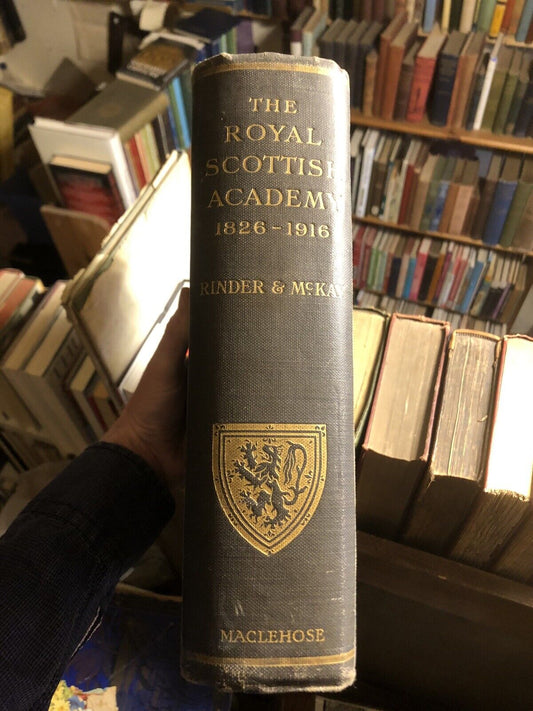 THE
ROYAL
SCOTTISH
ACADEMY
1826-1916
RINDER & McKAY
MACLEHOSE